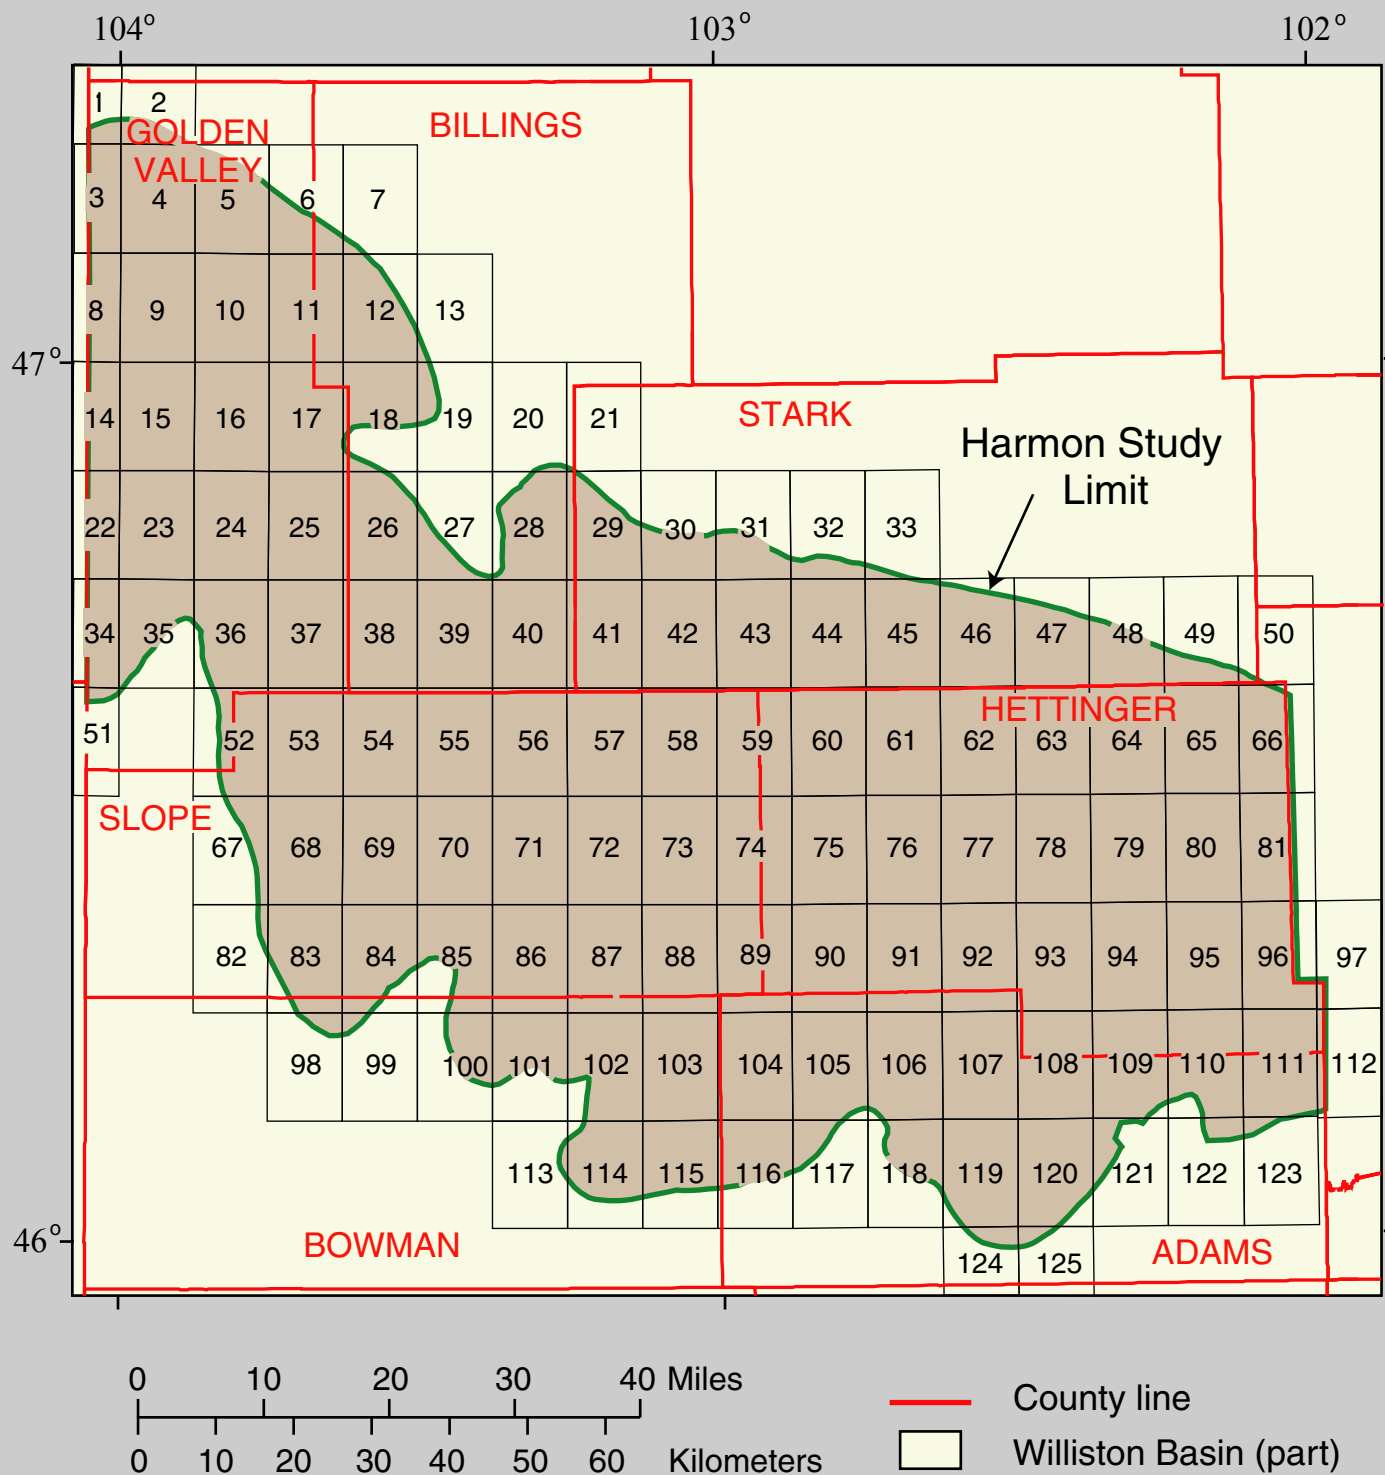 104° 103° 102°
1 2
GOLDEN BILLINGS
VALLEY
3 4 5 6 7
8 9 10 11 12 13
47°
14 15 16 17 18 19 20 21 STARK
Harmon Study
Limit
22 23 24 25 26 27 28 29 30 31 32 33
34 35 36 37 38 39 40 41 42 43 44 45 46 47 48 49 50
HETTINGER
51 52 53 54 55 56 57 58 59 60 61 62 63 64 65 66
SLOPE
67 68 69 70 71 72 73 74 75 76 77 78 79 80 81
82 83 84 85 86 87 88 89 90 91 92 93 94 95 96 97
98 99 100 101 102 103 104 105 106 107 108 109 110 111 112
113 114 115 116 117 118 119 120 121 122 123
46° BOWMAN ADAMS
124 125
0 10 20 30 40 Miles
0 10 20 30 40 50 60 Kilometers
County line
Williston Basin (part)